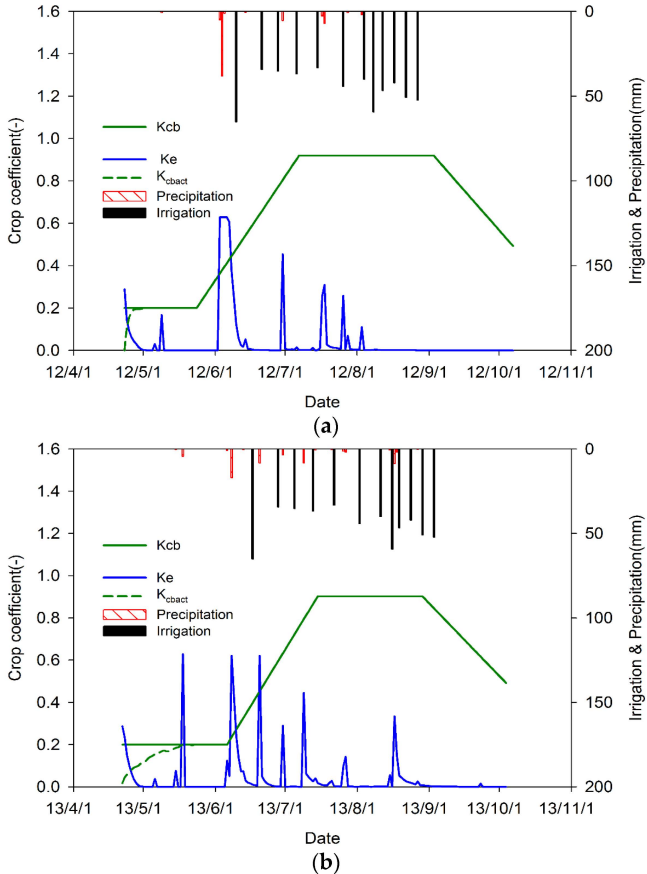 1.6
1.4
1.2
1.0
0.8
0.6
0.4
0.2
0.0
Crop coefficient(-)
Kcb
Ke
Kcbact
Precipitation
Irrigation
0
50
100
150
200
Irrigation & Precipitation(mm)
12/4/1 12/5/1 12/6/1 12/7/1 12/8/1 12/9/1 12/10/1 12/11/1
Date
(a)
1.6
1.4
1.2
1.0
0.8
0.6
0.4
0.2
0.0
Crop coefficient(-)
Kcb
Ke
Kcbact
Precipitation
Irrigation
0
50
100
150
200
Irrigation & Precipitation(mm)
13/4/1 13/5/1 13/6/1 13/7/1 13/8/1 13/9/1 13/10/1 13/11/1
Date
(b)